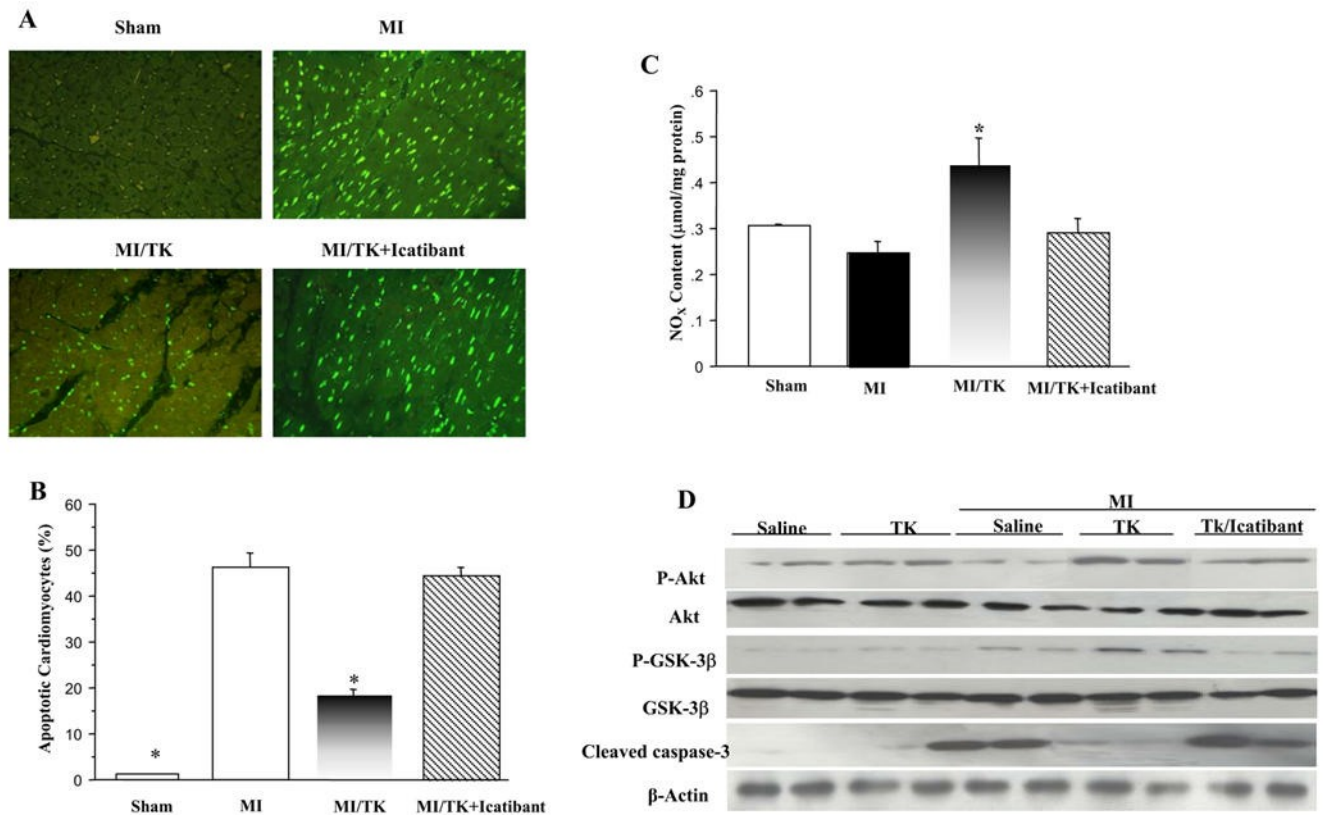 A
Sham
MI
MI/TK
MI/TK+Icatibant
B
Apoptotic Cardiomyocytes (%)
60
50
40
30
20
10
0
*
*
Sham
MI
MI/TK
MI/TK+Icatibant
C
NOX Content (μmol/mg protein)
.6
.5
0.4
0.3
0.2
.1
0
*
Sham
MI
MI/TK
MI/TK+Icatibant
D
MI
Saline
TK
Saline
TK
Tk/Icatibant
P-Akt
Akt
P-GSK-3β
GSK-3β
Cleaved caspase-3
β-Actin